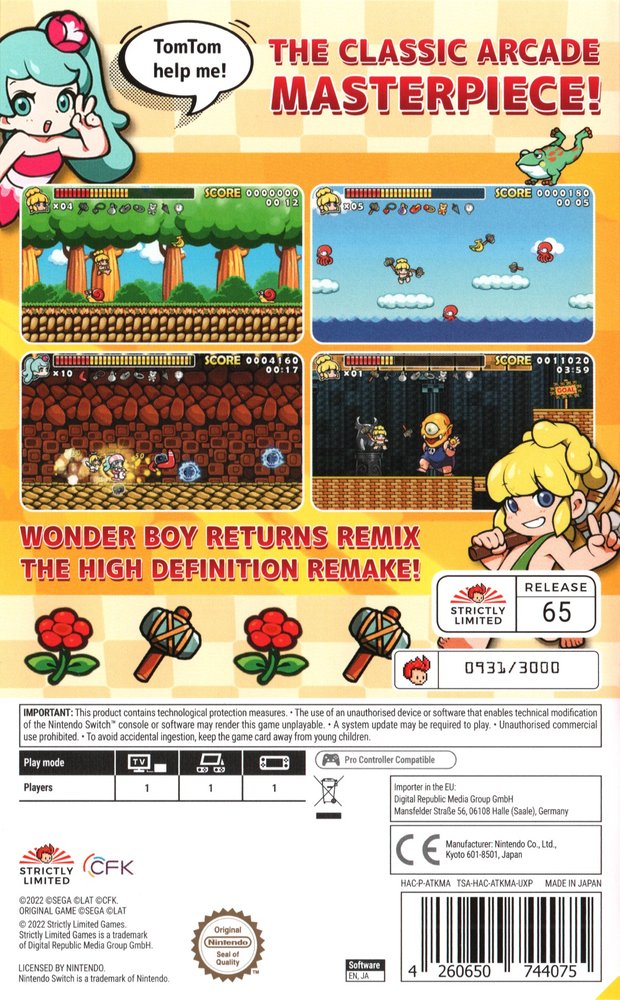 TomTom
help me!
THE CLASSIC ARCADE
MASTERPIECE!
SCORE 0000000
×04
00 12
SCORE 0000180
×05
00 05
SCORE 0004160
×10
00:17
SCORE 0011020
×01
03:59
GOAL
WONDER BOY RETURNS REMIX
THE HIGH DEFINITION REMAKE!
STRICTLY
LIMITED
RELEASE
65
0931/3000
IMPORTANT: This product contains technological protection measures. • The use of an unauthorised device or software that enables technical modification
of the Nintendo Switch™ console or software may render this game unplayable. • A system update may be required to play. • Unauthorised commercial
use prohibited. • To avoid accidental ingestion, keep the game card away from young children.
Play mode
TV
Players
1
1
1
Pro Controller Compatible
Importer in the EU:
Digital Republic Media Group GmbH
Mansfelder Straße 56, 06108 Halle (Saale), Germany
CE
Manufacturer: Nintendo Co., Ltd.,
Kyoto 601-8501, Japan
HAC-P-ATKMA TSA-HAC-ATKMA-UXP MADE IN JAPAN
STRICTLY
LIMITED
CFK
©2022 ©SEGA ©LAT ©CFK.
ORIGINAL GAME ©SEGA ©LAT
© 2022 Strictly Limited Games.
Strictly Limited Games is a trademark
of Digital Republic Media Group GmbH.
LICENSED BY NINTENDO.
Nintendo Switch is a trademark of Nintendo.
Original
Nintendo
Seal of
Quality
TM
Software
EN, JA
4 260650 744075